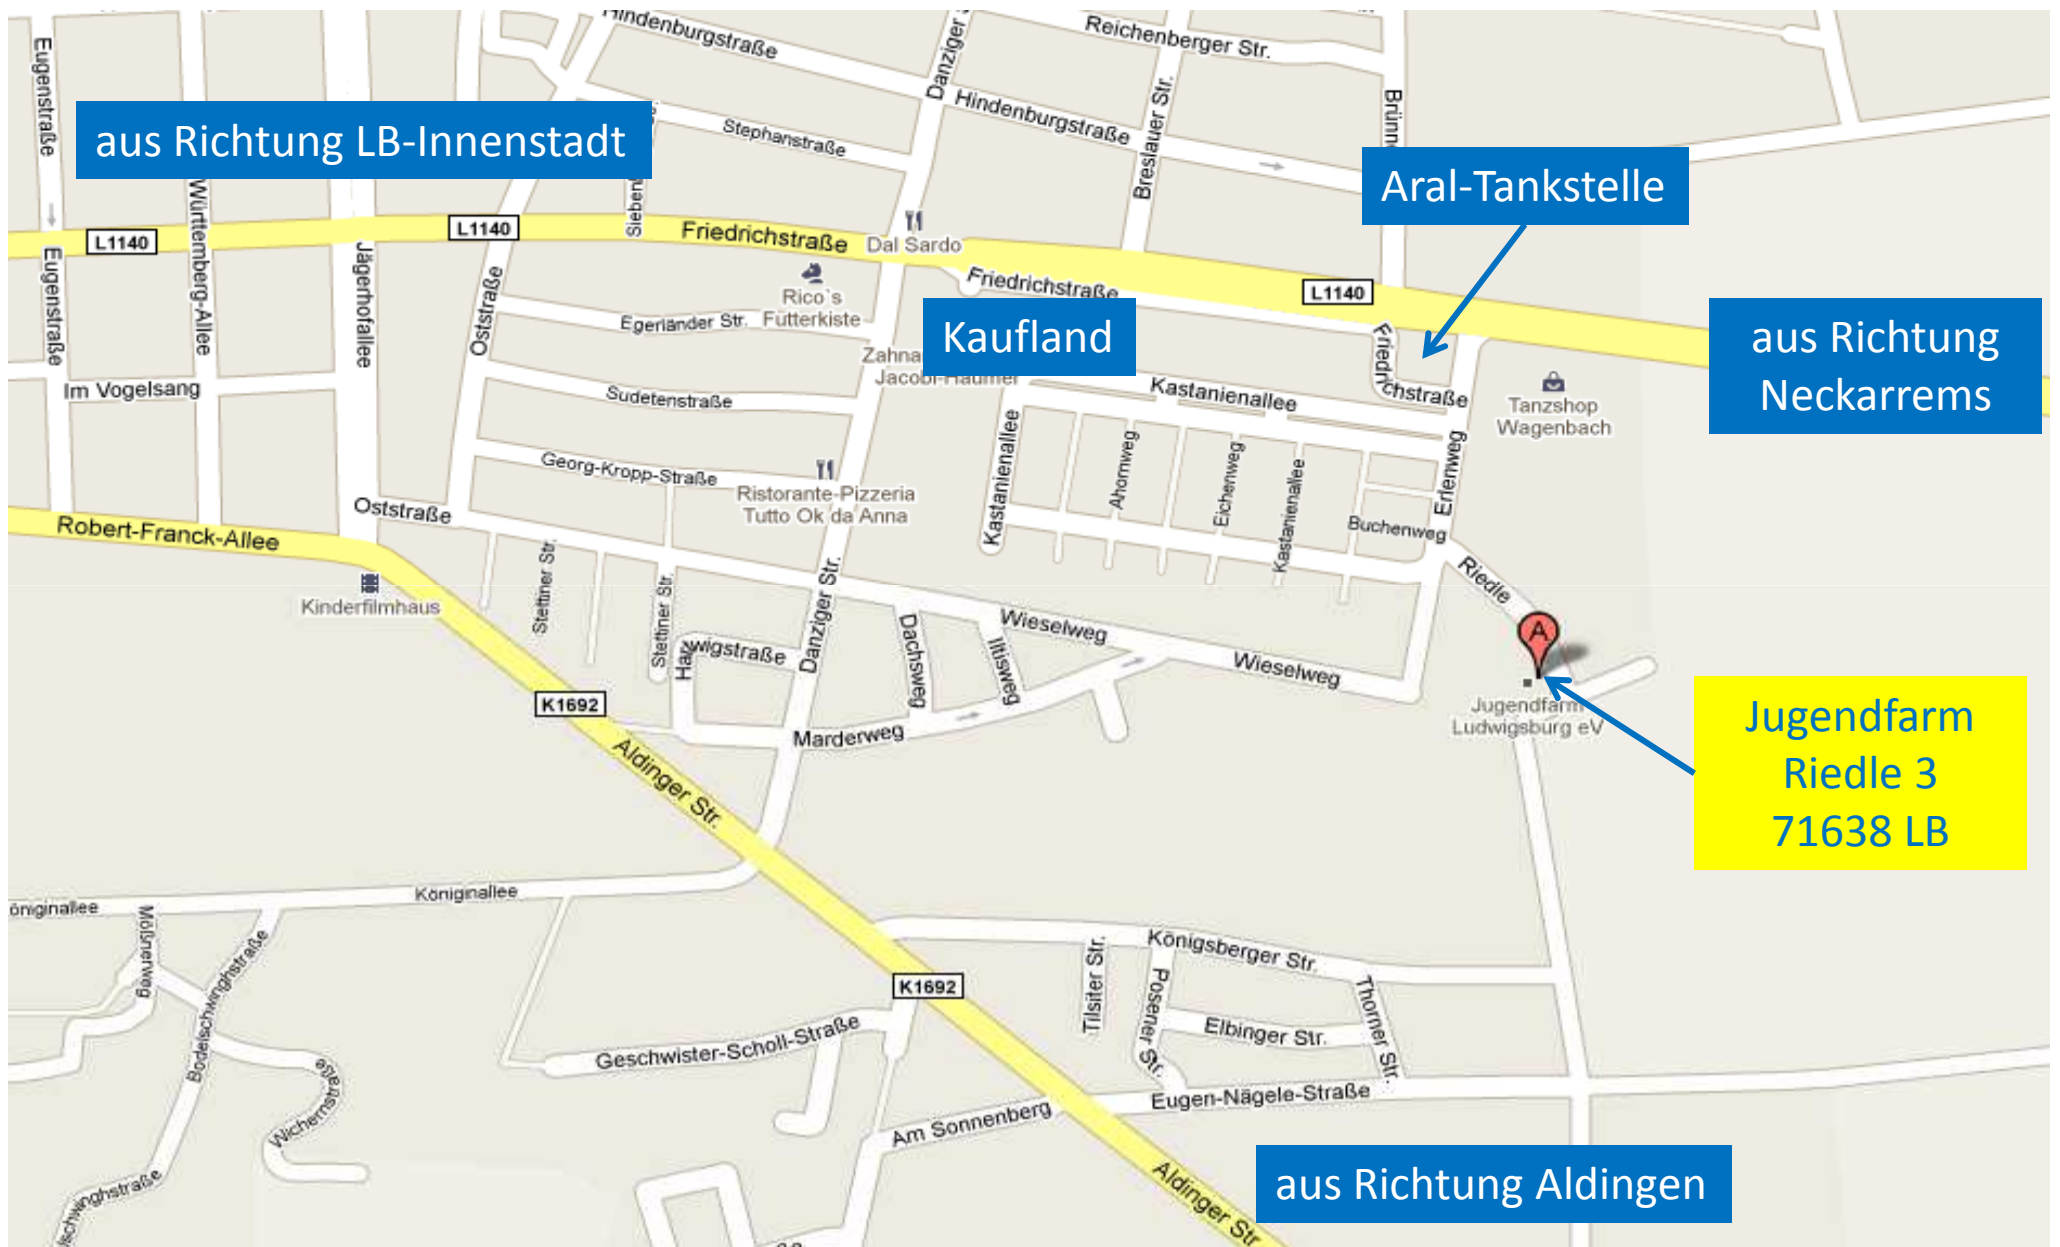 Eugenstraße
Hindenburgstraße
Danziger
Reichenberger Str.
aus Richtung LB-Innenstadt
Stephanstraße
Hindenburgstraße
Breslauer Str.
Aral-Tankstelle
Württemberg-Allee
L1140
L1140
Friedrichstraße
Dal Sardo
Eugenstraße
Jägerhofallee
Oststraße
Rico`s
Futterkiste
Egerländer Str.
Friedrichstraße
L1140
Kaufland
aus Richtung
Neckarrems
Im Vogelsang
Sudetenstraße
Kastanienallee
Friedrichstraße
Tanzshop
Wagenbach
Georg-Kropp-Straße
Ristorante-Pizzeria
Tutto Ok da Anna
Kastanienallee
Ahornweg
Eichenweg
Kastanienallee
Erlenweg
Buchenweg
Oststraße
Robert-Franck-Allee
Kinderfilmhaus
Stettiner Str.
Stettiner Str.
Danziger Str.
Dachsweg
Iltisweg
Wieselweg
Wieselweg
Riedle
A
K1692
Marderweg
Jugendfarm
Ludwigsburg eV
Jugendfarm
Riedle 3
71638 LB
Aldinger Str.
Königinallee
Königsberger Str.
Mößnerweg
Bodelschwinghstraße
K1692
Tilsiter Str.
Posener Str.
Thorner Str.
Elbinger Str.
Geschwister-Scholl-Straße
Wichernstraße
Eugen-Nägele-Straße
Am Sonnenberg
aus Richtung Aldingen
Aldinger Str